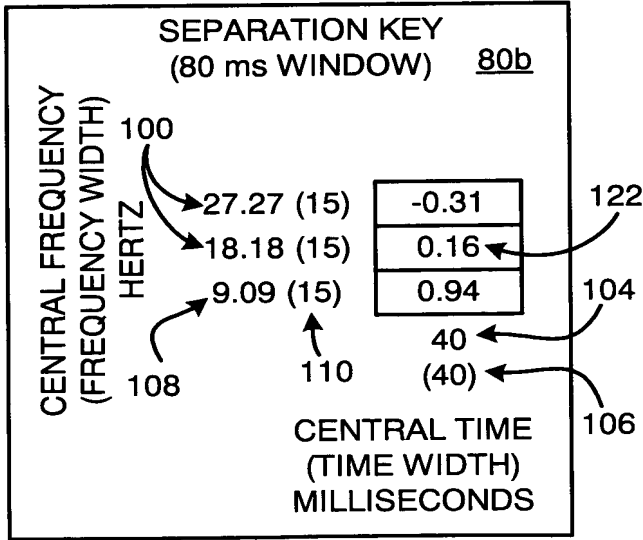 SEPARATION KEY
(80 ms WINDOW)
80b
CENTRAL FREQUENCY
(FREQUENCY WIDTH)
HERTZ
100
27.27 (15)
-0.31
122
18.18 (15)
0.16
9.09 (15)
0.94
104
40
108
110
(40)
106
CENTRAL TIME
(TIME WIDTH)
MILLISECONDS